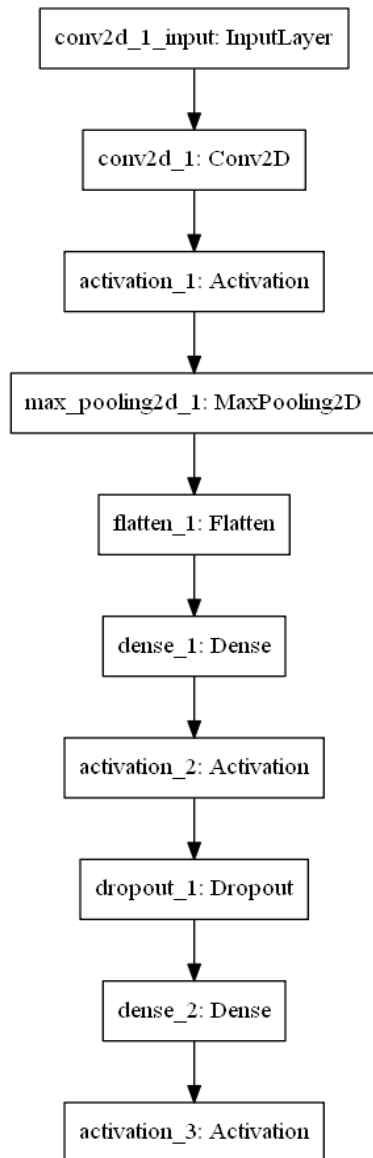 conv2d_1_input: InputLayer
conv2d_1: Conv2D
activation_1: Activation
max_pooling2d_1: MaxPooling2D
flatten_1: Flatten
dense_1: Dense
activation_2: Activation
dropout_1: Dropout
dense_2: Dense
activation_3: Activation